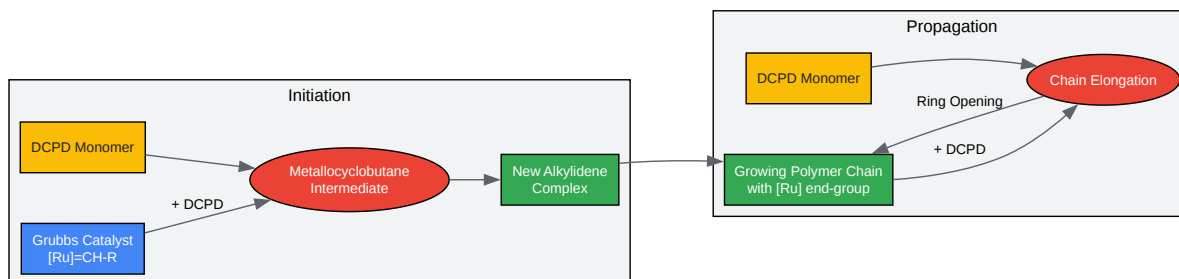 Initiation
DCPD Monomer
Grubbs Catalyst
[Ru]=CH-R
+ DCPD
Metallocyclobutane
Intermediate
New Alkylidene
Complex
Propagation
DCPD Monomer
Chain Elongation
Ring Opening
+ DCPD
Growing Polymer Chain
with [Ru] end-group